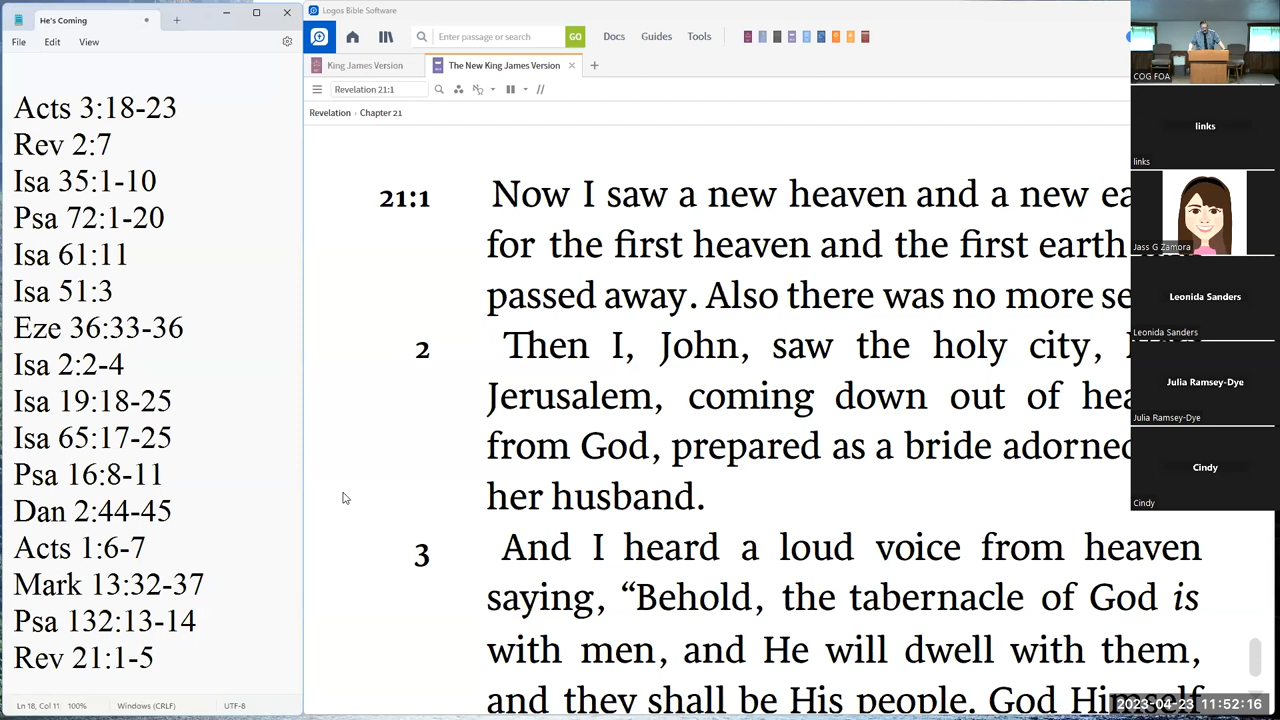 He's Coming
File Edit View
Acts 3:18-23
Rev 2:7
Isa 35:1-10
Psa 72:1-20
Isa 61:11
Isa 51:3
Eze 36:33-36
Isa 2:2-4
Isa 19:18-25
Isa 65:17-25
Psa 16:8-11
Dan 2:44-45
Acts 1:6-7
Mark 13:32-37
Psa 132:13-14
Rev 21:1-5
Ln 18, Col 11 100% Windows (CRLF) UTF-8
Logos Bible Software
Enter passage or search GO Docs Guides Tools
King James Version The New King James Version
Revelation 21:1
Revelation › Chapter 21
21:1 Now I saw a new heaven and a new
for the first heaven and the first earth
passed away. Also there was no more
2 Then I, John, saw the holy city,
Jerusalem, coming down out of
from God, prepared as a bride adorned
her husband.
3 And I heard a loud voice from heaven
saying, “Behold, the tabernacle of God is
with men, and He will dwell with them,
and they shall be His people. God Himself
COG FOA
links
links
Jass G Zamora
Leonida Sanders
Leonida Sanders
Julia Ramsey-Dye
Julia Ramsey-Dye
Cindy
Cindy
2023-04-23 11:52:16